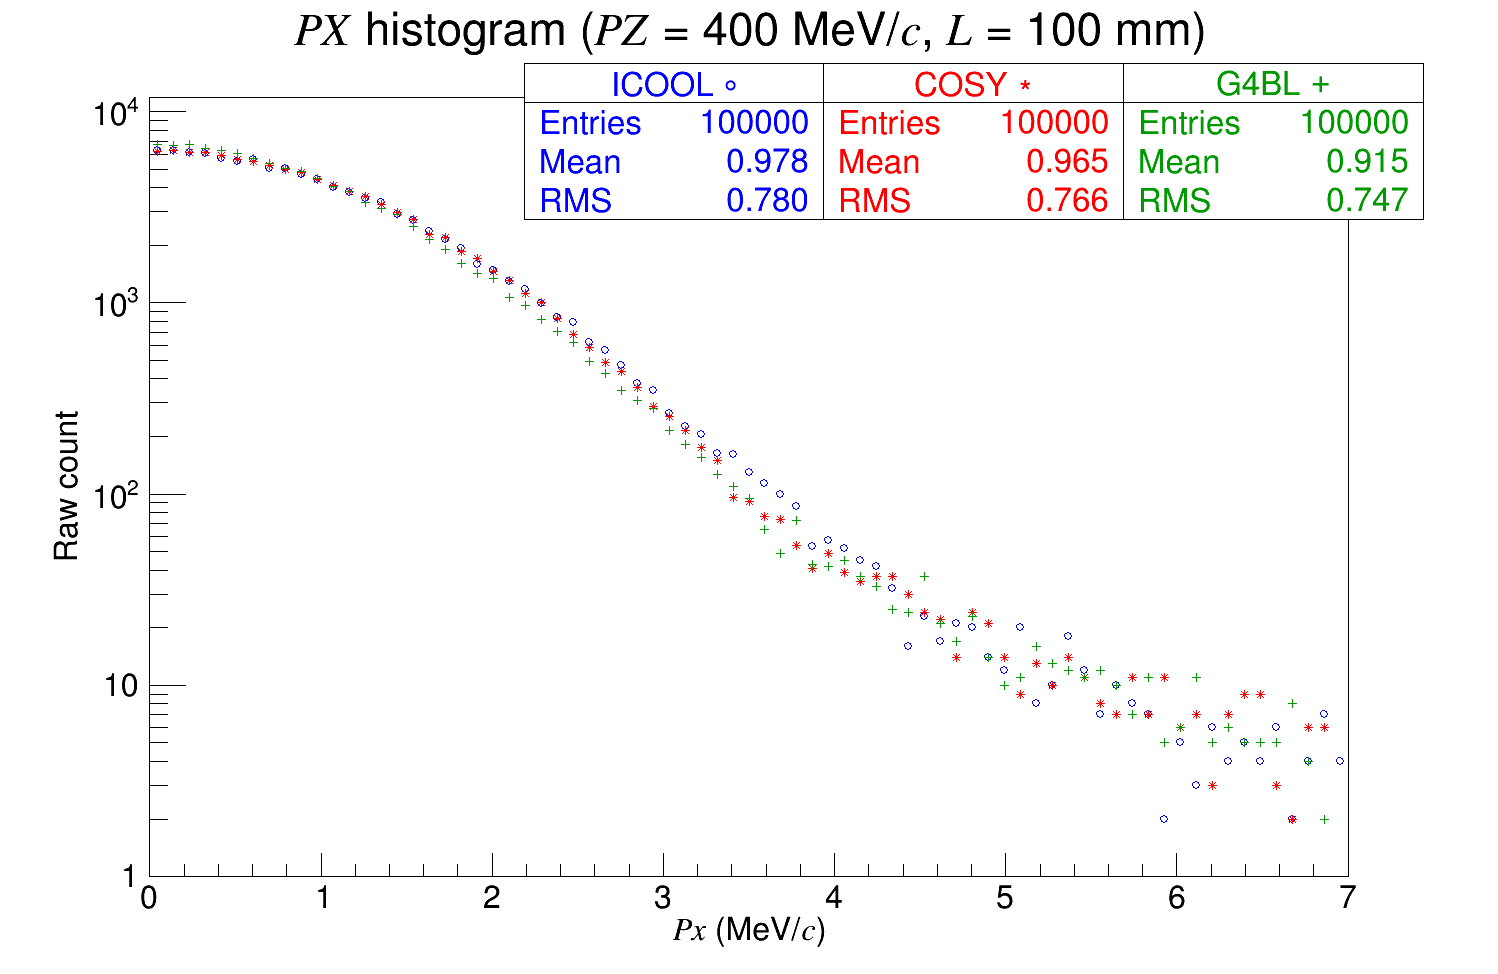 PX histogram (PZ = 400 MeV/c, L = 100 mm)
ICOOL COSY * G4BL +
Entries 100000 Entries 100000 Entries 100000
Mean 0.978 Mean 0.965 Mean 0.915
RMS 0.780 RMS 0.766 RMS 0.747
10⁴
10³
10²
10
1
Raw count
0 1 2 3 4 5 6 7
Px (MeV/c)